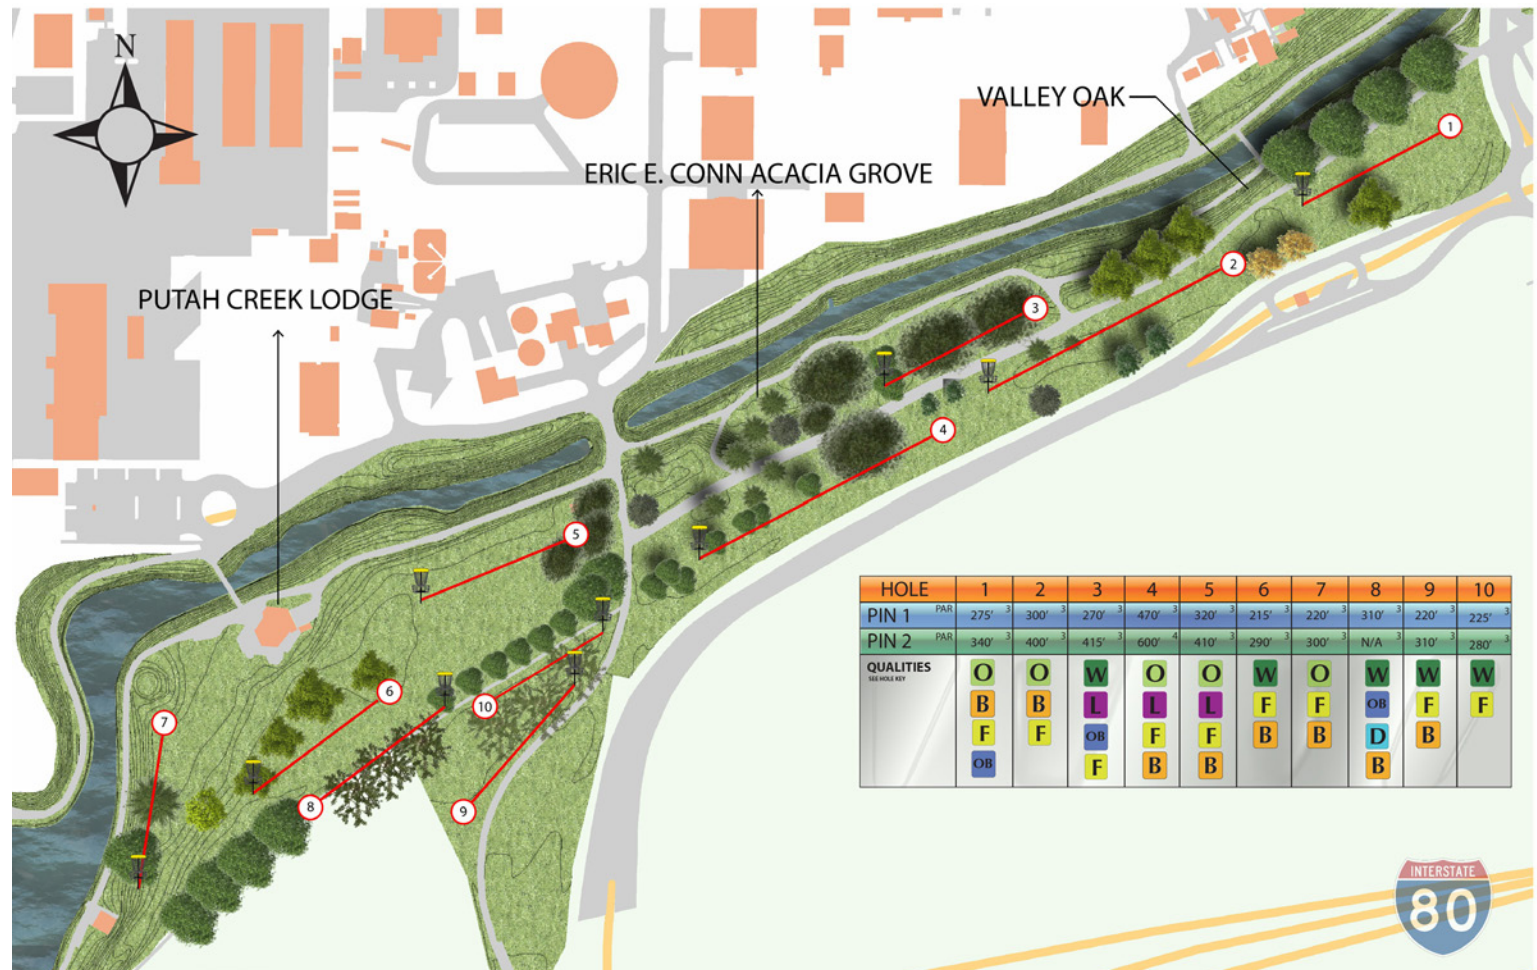 N
VALLEY OAK
1
ERIC E. CONN ACACIA GROVE
2
PUTAH CREEK LODGE
3
4
5
6
10
7
8
9
HOLE 1 2 3 4 5 6 7 8 9 10
PIN 1 PAR 275' 3 300' 3 270' 3 470' 3 320' 3 215' 3 220' 3 310' 3 220' 3 225' 3
PIN 2 PAR 340' 3 400' 3 415' 3 600' 4 410' 3 290' 3 300' 3 N/A 3 310' 3 280' 3
QUALITIES O O W O O W O W W W
SEE HOLE KEY
B B L L L F F OB F F
F F OB F F B B D B
OB F B B B
INTERSTATE
80